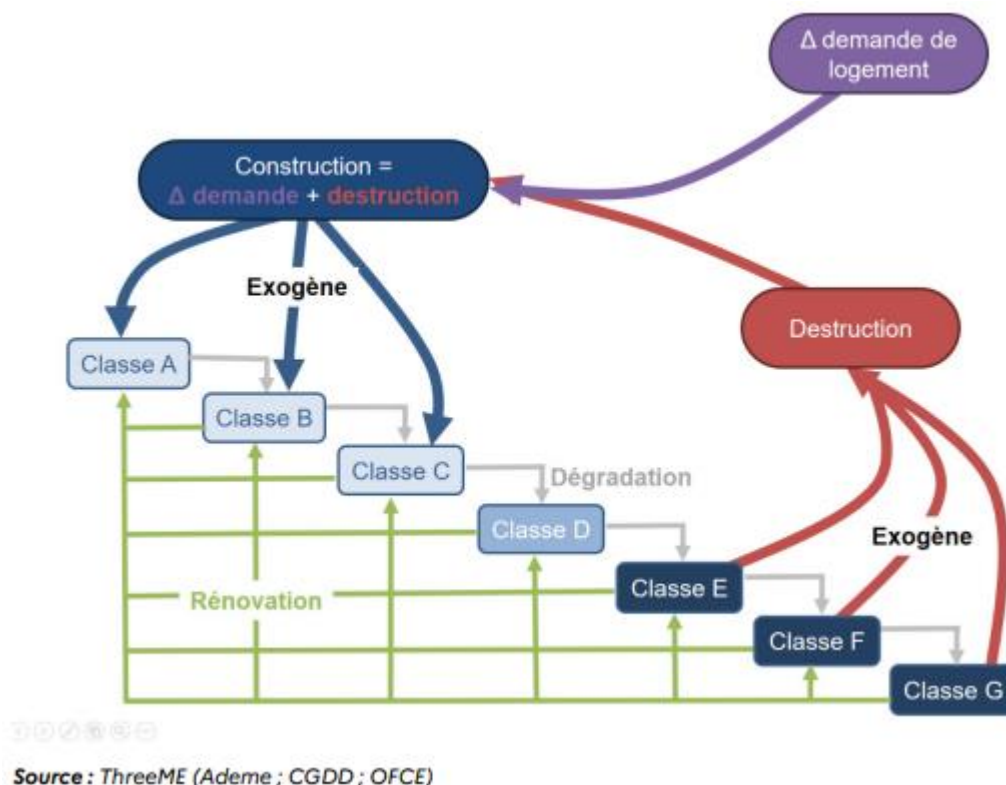 Δ demande de
logement
Construction =
Δ demande + destruction
Exogène
Destruction
Classe A
Classe B
Classe C
Dégradation
Classe D
Exogène
Classe E
Rénovation
Classe F
Classe G
Source : ThreeME (Ademe ; CGDD ; OFCE)